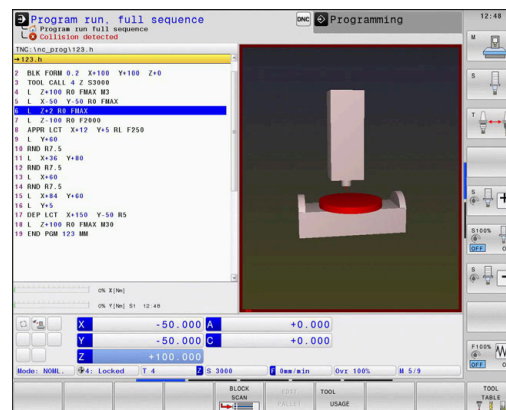 Program run, full sequence
DNC
Programming
12:48
Program run full sequence
Collision detected
TNC:\nc_prog\123.h
→123.h
2 BLK FORM 0.2 X+100 Y+100 Z+0
3 TOOL CALL 4 Z S3000
4 L Z+100 R0 FMAX M3
5 L X-50 Y-50 R0 FMAX
6 L Z+2 R0 FMAX
7 L Z-100 R0 F2000
8 APPR LCT X+12 Y+5 RL F250
9 L Y+60
10 RND R7.5
11 L X+36 Y+80
12 RND R7.5
13 L X+60
14 RND R7.5
15 L X+84 Y+60
16 L Y+5
17 DEP LCT X+150 Y-50 R5
18 L Z+100 R0 FMAX M30
19 END PGM 123 MM
0% X[Nm]
0% Y[Nm] S1 12:48
X -50.000 A +0.000
Y -50.000 C +0.000
Z +100.000
Mode: NOML. 4: Locked T 4 Z S 3000 F 0mm/min Ovr 100% M 5/9
M
S
T
S
S100%
OFF
S
F100%
OFF
BLOCK
SCAN
EDIT
PALLET
TOOL
USAGE
TOOL
TABLE